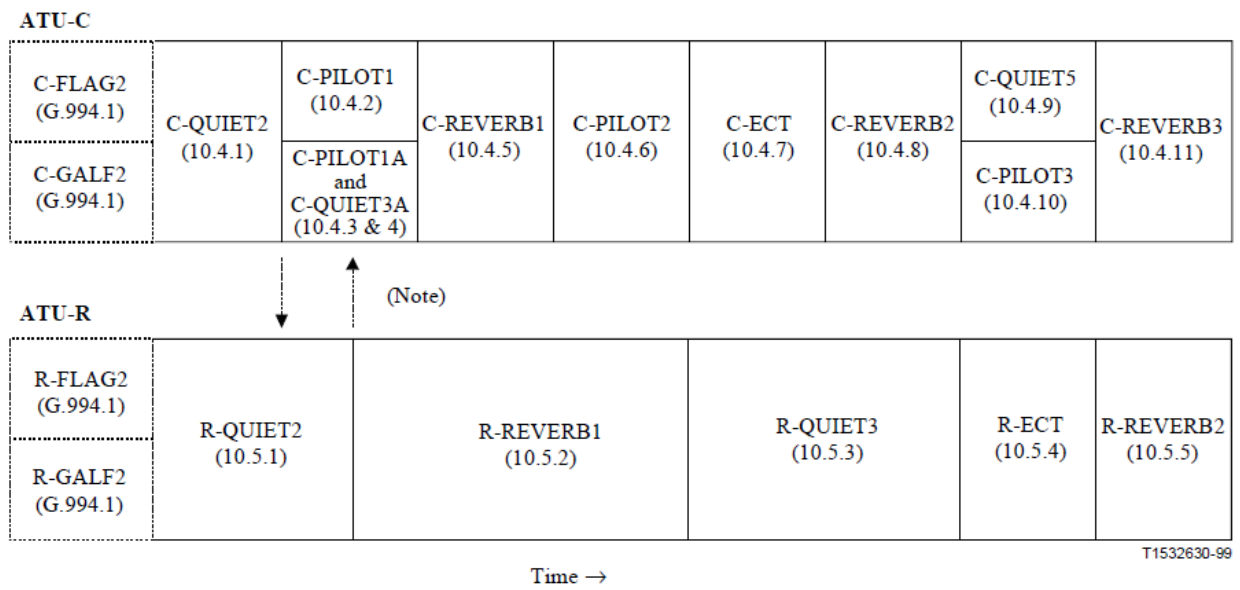 ATU-C
C-FLAG2
(G.994.1)
C-GALF2
(G.994.1)
C-QUIET2
(10.4.1)
C-PILOT1
(10.4.2)
C-PILOT1A
and
C-QUIET3A
(10.4.3 & 4)
C-REVERB1
(10.4.5)
C-PILOT2
(10.4.6)
C-ECT
(10.4.7)
C-REVERB2
(10.4.8)
C-QUIET5
(10.4.9)
C-PILOT3
(10.4.10)
C-REVERB3
(10.4.11)
(Note)
ATU-R
R-FLAG2
(G.994.1)
R-GALF2
(G.994.1)
R-QUIET2
(10.5.1)
R-REVERB1
(10.5.2)
R-QUIET3
(10.5.3)
R-ECT
(10.5.4)
R-REVERB2
(10.5.5)
T1532630-99
Time →